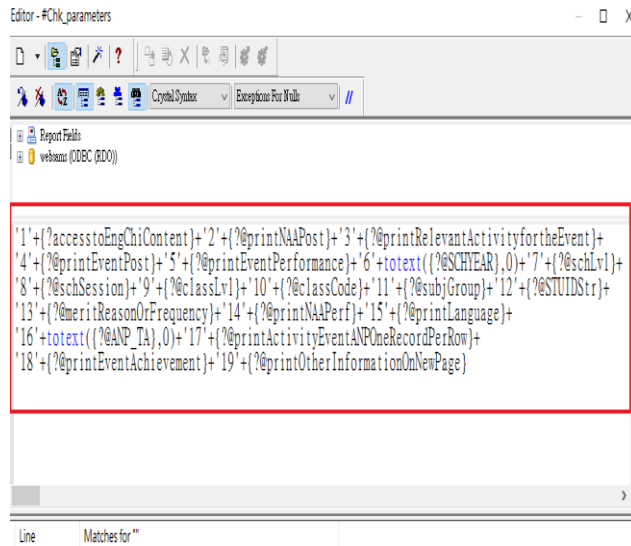 Editor - #Chk_parameters
Crystal Syntax Exceptions For Nulls //
Report Fields
websams (ODBC (RDO))
'1'+{?accesstoEngChiContent}+'2'+{?@printNAAPost}+'3'+{?@printRelevantActivityfortheEvent}+
'4'+{?@printEventPost}+'5'+{?@printEventPerformance}+'6'+totext({?@SCHYEAR},0)+'7'+{?@schLvl}+
'8'+{?@schSession}+'9'+{?@classLvl}+'10'+{?@classCode}+'11'+{?@subjGroup}+'12'+{?@STUIDStr}+
'13'+{?@meritReasonOrFrequency}+'14'+{?@printNAAPerf}+'15'+{?@printLanguage}+
'16'+totext({?@ANP_TA},0)+'17'+{?@printActivityEventANPOneRecordPerRow}+
'18'+{?@printEventAchievement}+'19'+{?@printOtherInformationOnNewPage}
Line Matches for ""